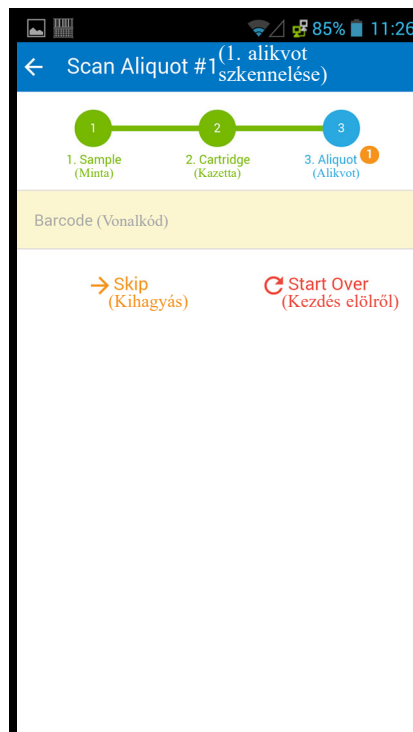 85% 11:26
Scan Aliquot #1 (1. alikvot
szkennelése)
1 2 3
1. Sample 2. Cartridge 3. Aliquot 1
(Minta) (Kazetta) (Alikvot)
Barcode (Vonalkód)
Skip Start Over
(Kihagyás) (Kezdés elölről)